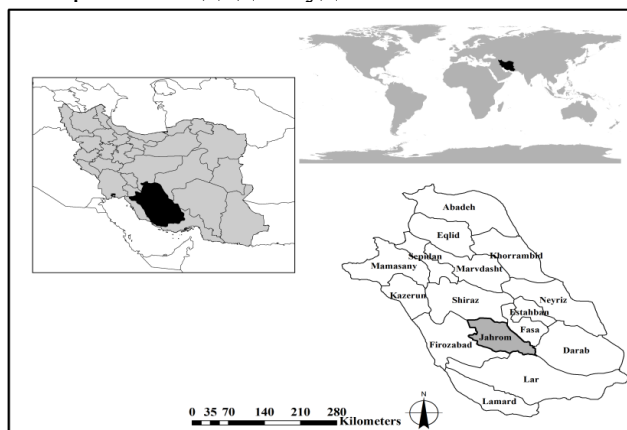 Abadeh
Eqlid
Khorrambid
Sepidan
Mamasany
Marvdasht
Kazerun
Shiraz
Neyriz
Estahban
Fasa
Jahrom
Firozabad
Darab
Lar
Lamard
N
0 35 70 140 210 280
Kilometers